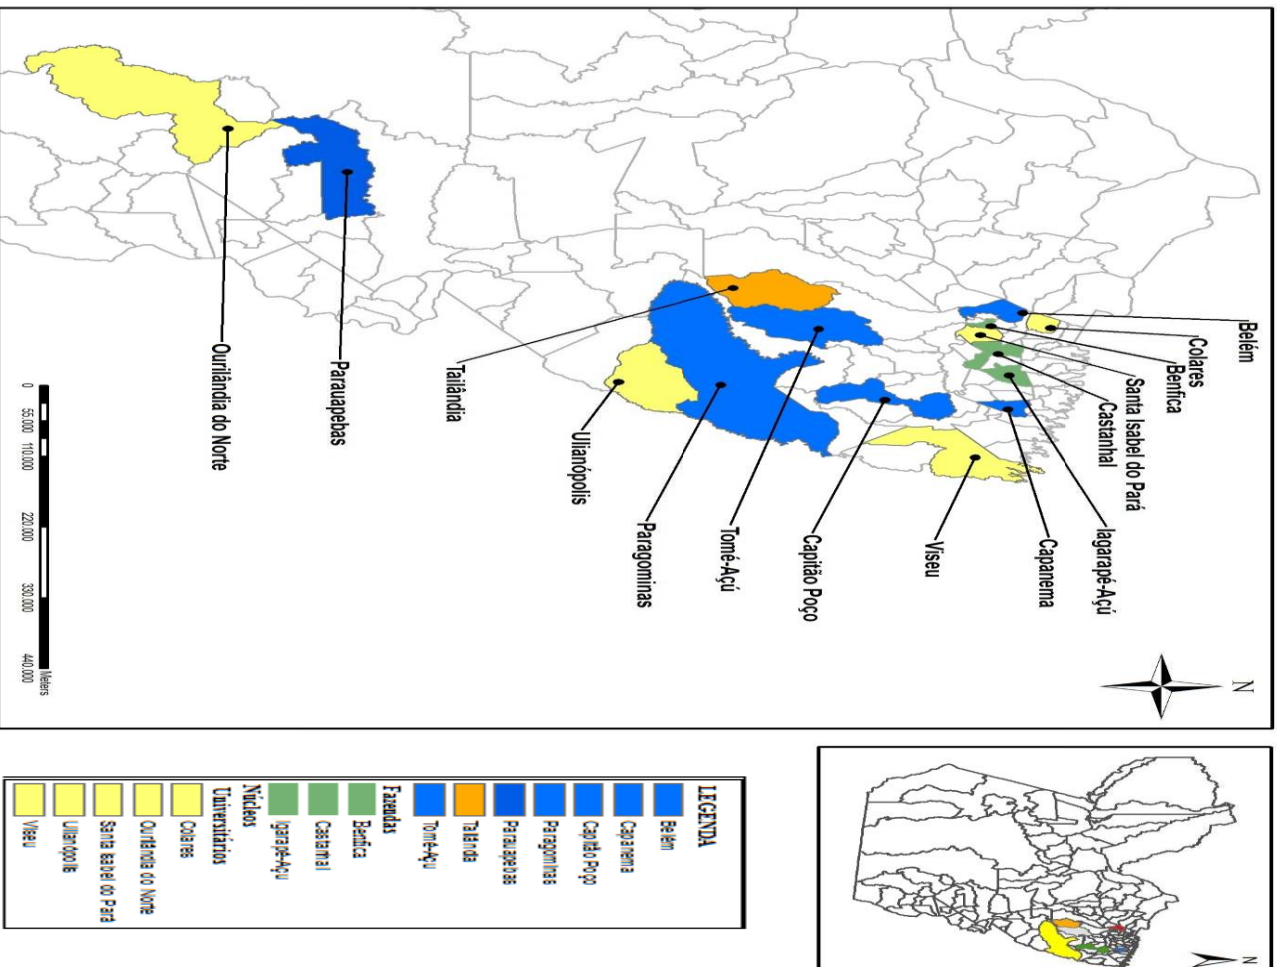 Belém
Colares
Benfica
Santa Isabel do Pará
Castanhal
Iagarapé-Açú
Capanema
Viseu
Capitão Poço
Tomé-Açú
Paragominas
Ulianópolis
Tailândia
Parauapebas
Ourilândia do Norte
N
0 55.000 110.000 220.000 330.000 440.000
Meters
N
LEGENDA
Belém
Capanema
Capitão Poço
Paragominas
Parauapebas
Tailândia
Tomé-Açu
Fazendas
Benfica
Castanhal
Igarapé-Açu
Núcleos
Universitários
Colares
Ourilândia do Norte
Santa Isabel do Pará
Ulianópolis
Viseu